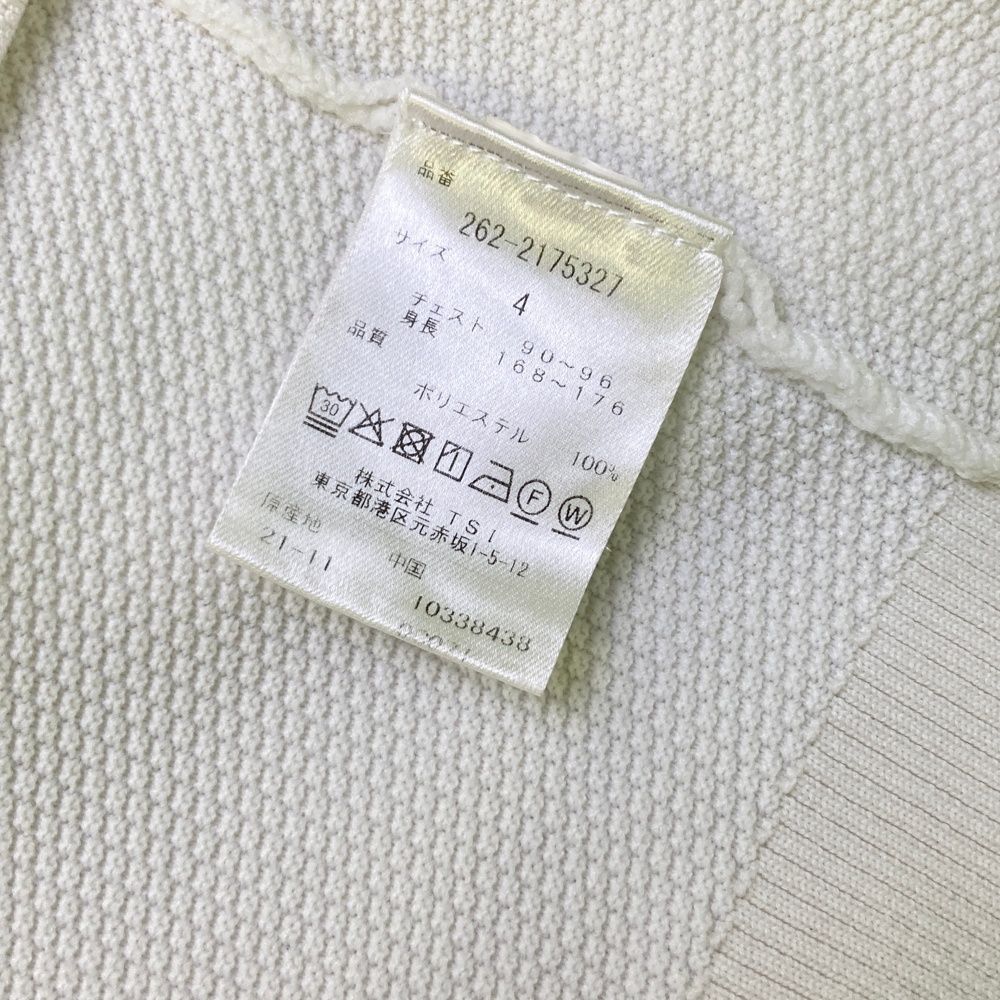 品番
262-2175327
サイズ
4
チェスト 90~96
身長 168~176
品質
ポリエステル 100%
30 F W
株式会社 TSI
東京都港区元赤坂1-5-12
原産地 中国
21-11 10338438